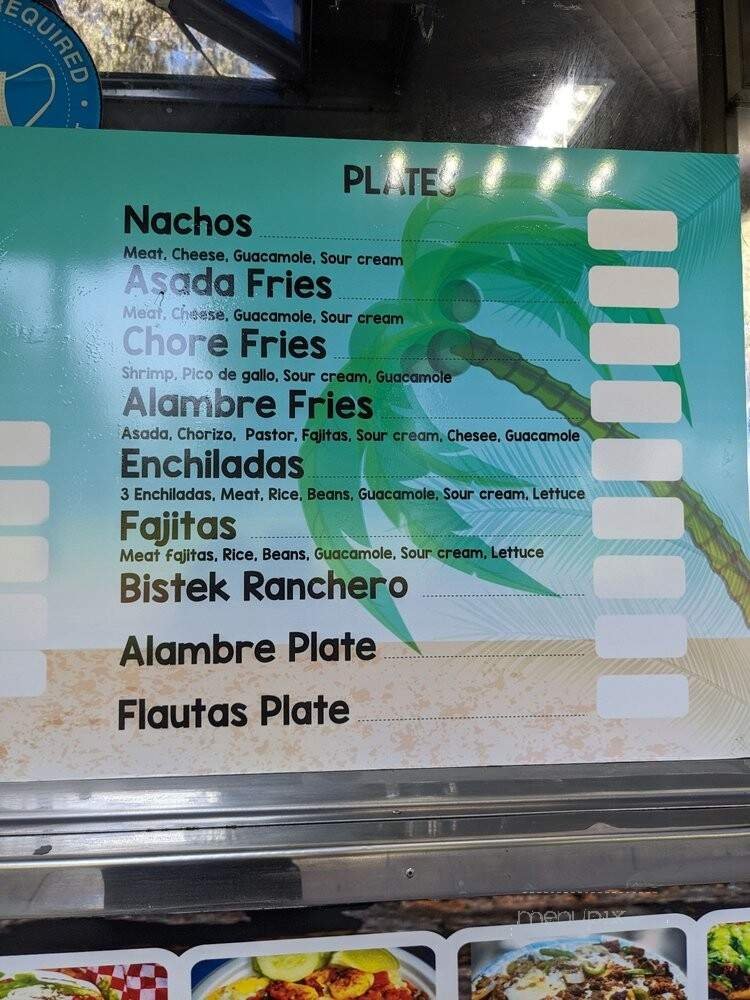 REQUIRED
PLATES
Nachos
Meat, Cheese, Guacamole, Sour cream
Asada Fries
Meat, Cheese, Guacamole, Sour cream
Chore Fries
Shrimp, Pico de gallo, Sour cream, Guacamole
Alambre Fries
Asada, Chorizo, Pastor, Fajitas, Sour cream, Chesee, Guacamole
Enchiladas
3 Enchiladas, Meat, Rice, Beans, Guacamole, Sour cream, Lettuce
Fajitas
Meat fajitas, Rice, Beans, Guacamole, Sour cream, Lettuce
Bistek Ranchero
Alambre Plate
Flautas Plate
menupix